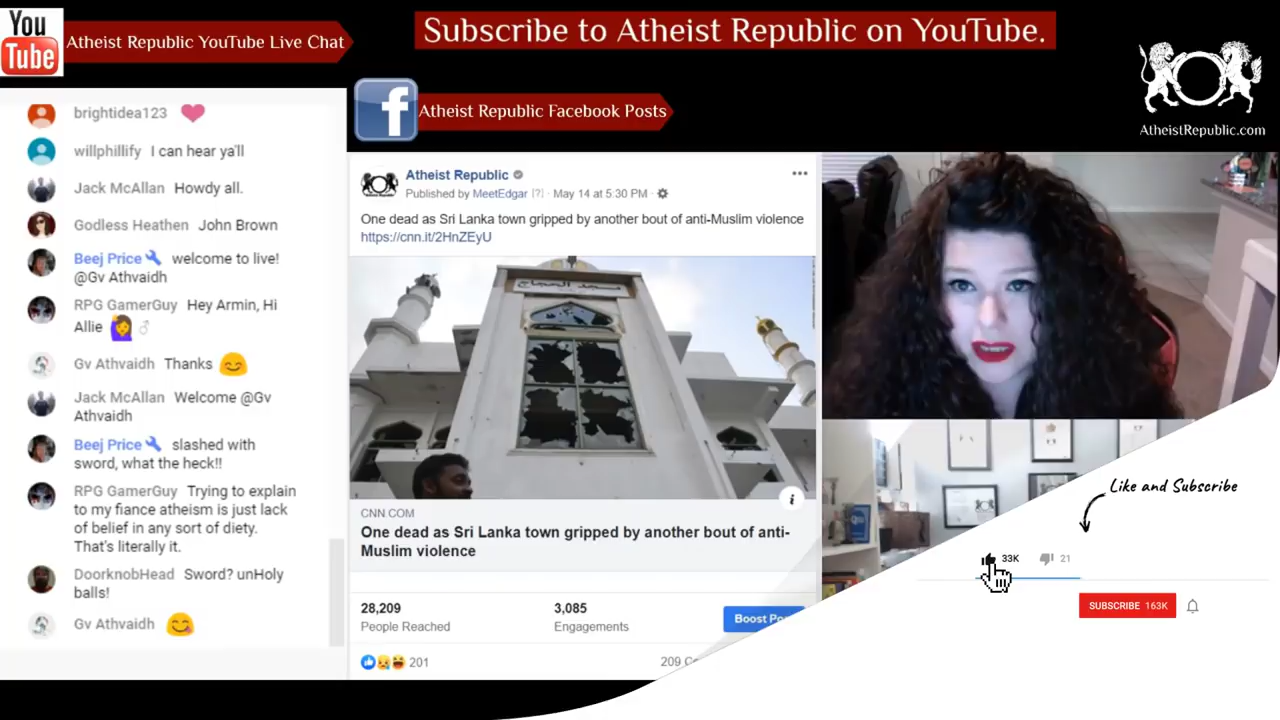 You
Tube
Atheist Republic YouTube Live Chat
Subscribe to Atheist Republic on YouTube.
AtheistRepublic.com
f
Atheist Republic Facebook Posts
brightidea123
willphillify I can hear ya'll
Jack McAllan Howdy all.
Godless Heathen John Brown
Beej Price welcome to live!
@Gv Athvaidh
RPG GamerGuy Hey Armin, Hi
Allie
Gv Athvaidh Thanks
Jack McAllan Welcome @Gv
Athvaidh
Beej Price slashed with
sword, what the heck!!
RPG GamerGuy Trying to explain
to my fiance atheism is just lack
of belief in any sort of diety.
That's literally it.
DoorknobHead Sword? unHoly
balls!
Gv Athvaidh
Atheist Republic
Published by MeetEdgar [?] · May 14 at 5:30 PM ·
One dead as Sri Lanka town gripped by another bout of anti-Muslim violence
https://cnn.it/2HnZEyU
CNN.COM
One dead as Sri Lanka town gripped by another bout of anti-
Muslim violence
28,209
People Reached
3,085
Engagements
Boost
201
209
Like and Subscribe
33K
21
SUBSCRIBE 163K